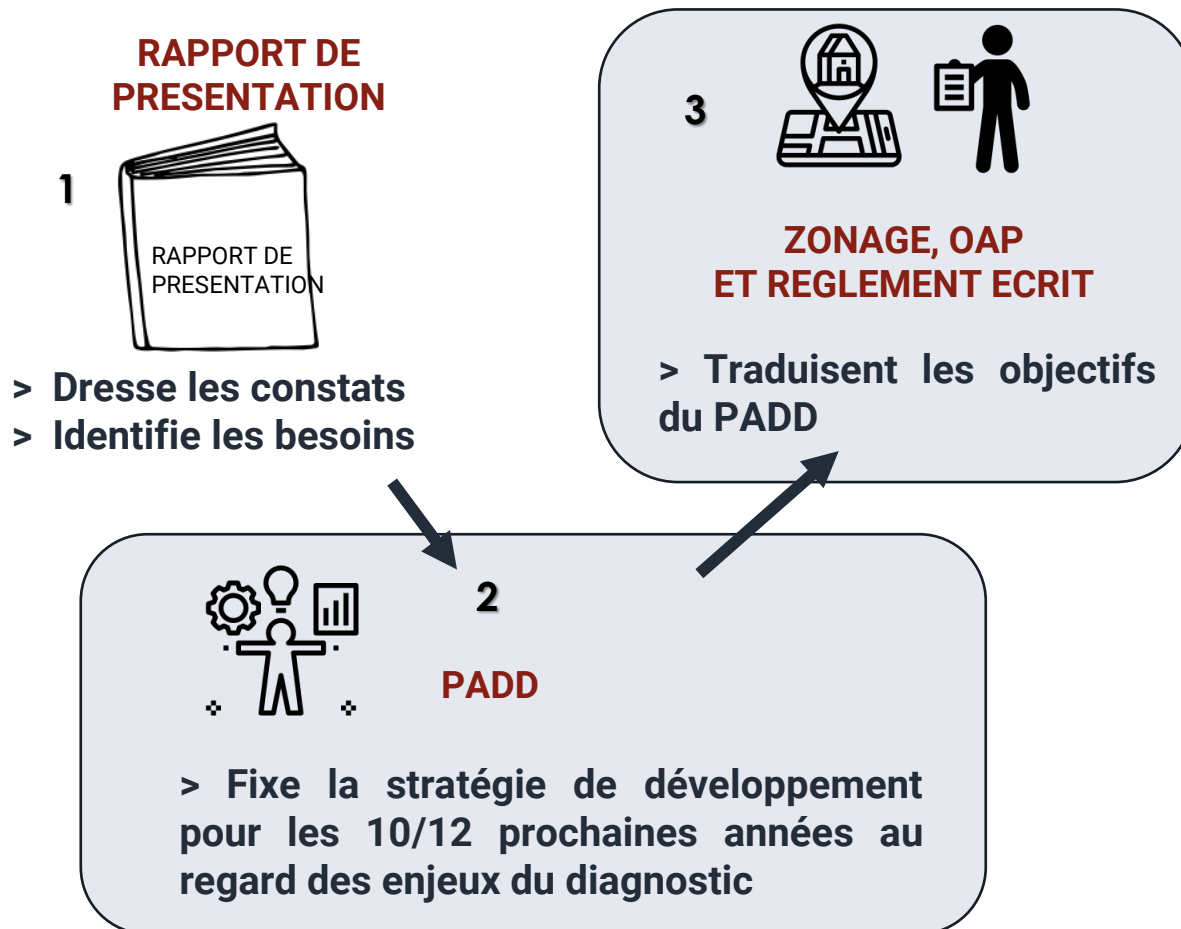 RAPPORT DE
PRESENTATION
1
RAPPORT DE
PRESENTATION
> Dresse les constats
> Identifie les besoins
2
PADD
> Fixe la stratégie de développement
pour les 10/12 prochaines années au
regard des enjeux du diagnostic
3
ZONAGE, OAP
ET REGLEMENT ECRIT
> Traduisent les objectifs
du PADD